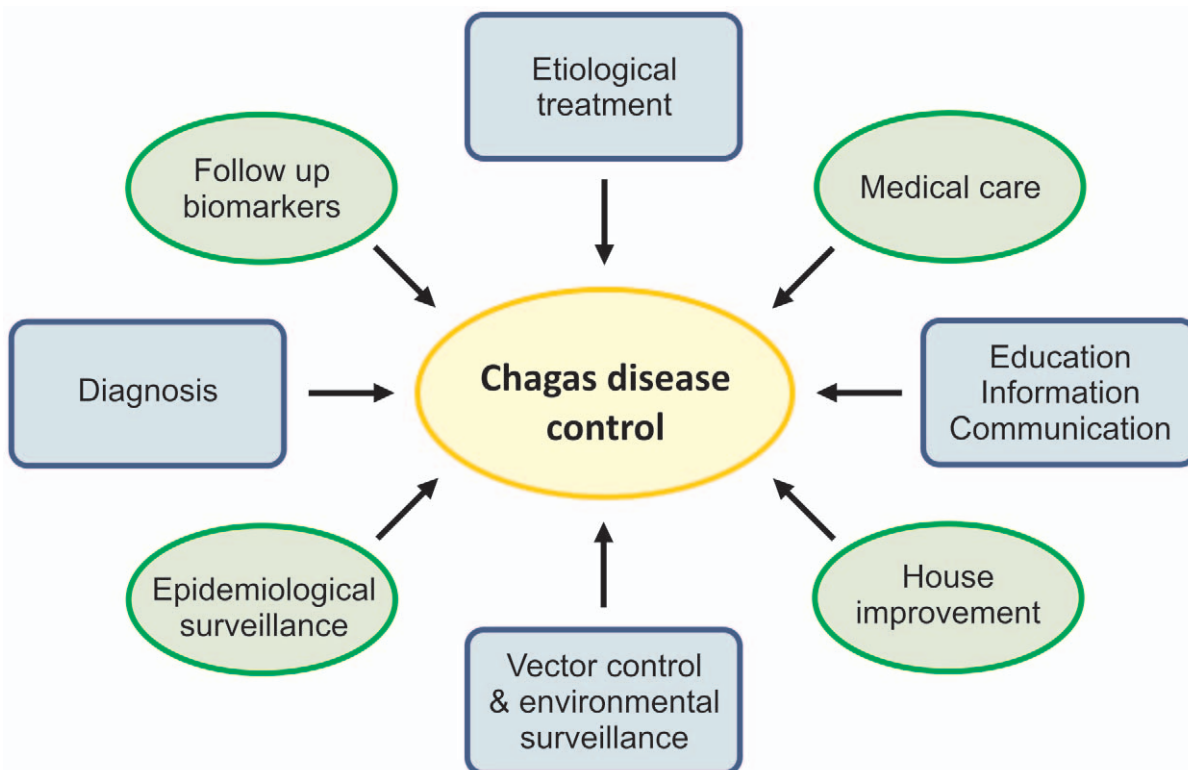 Etiological
treatment
Follow up
biomarkers
Medical care
Diagnosis
Chagas disease
control
Education
Information
Communication
Epidemiological
surveillance
House
improvement
Vector control
& environmental
surveillance